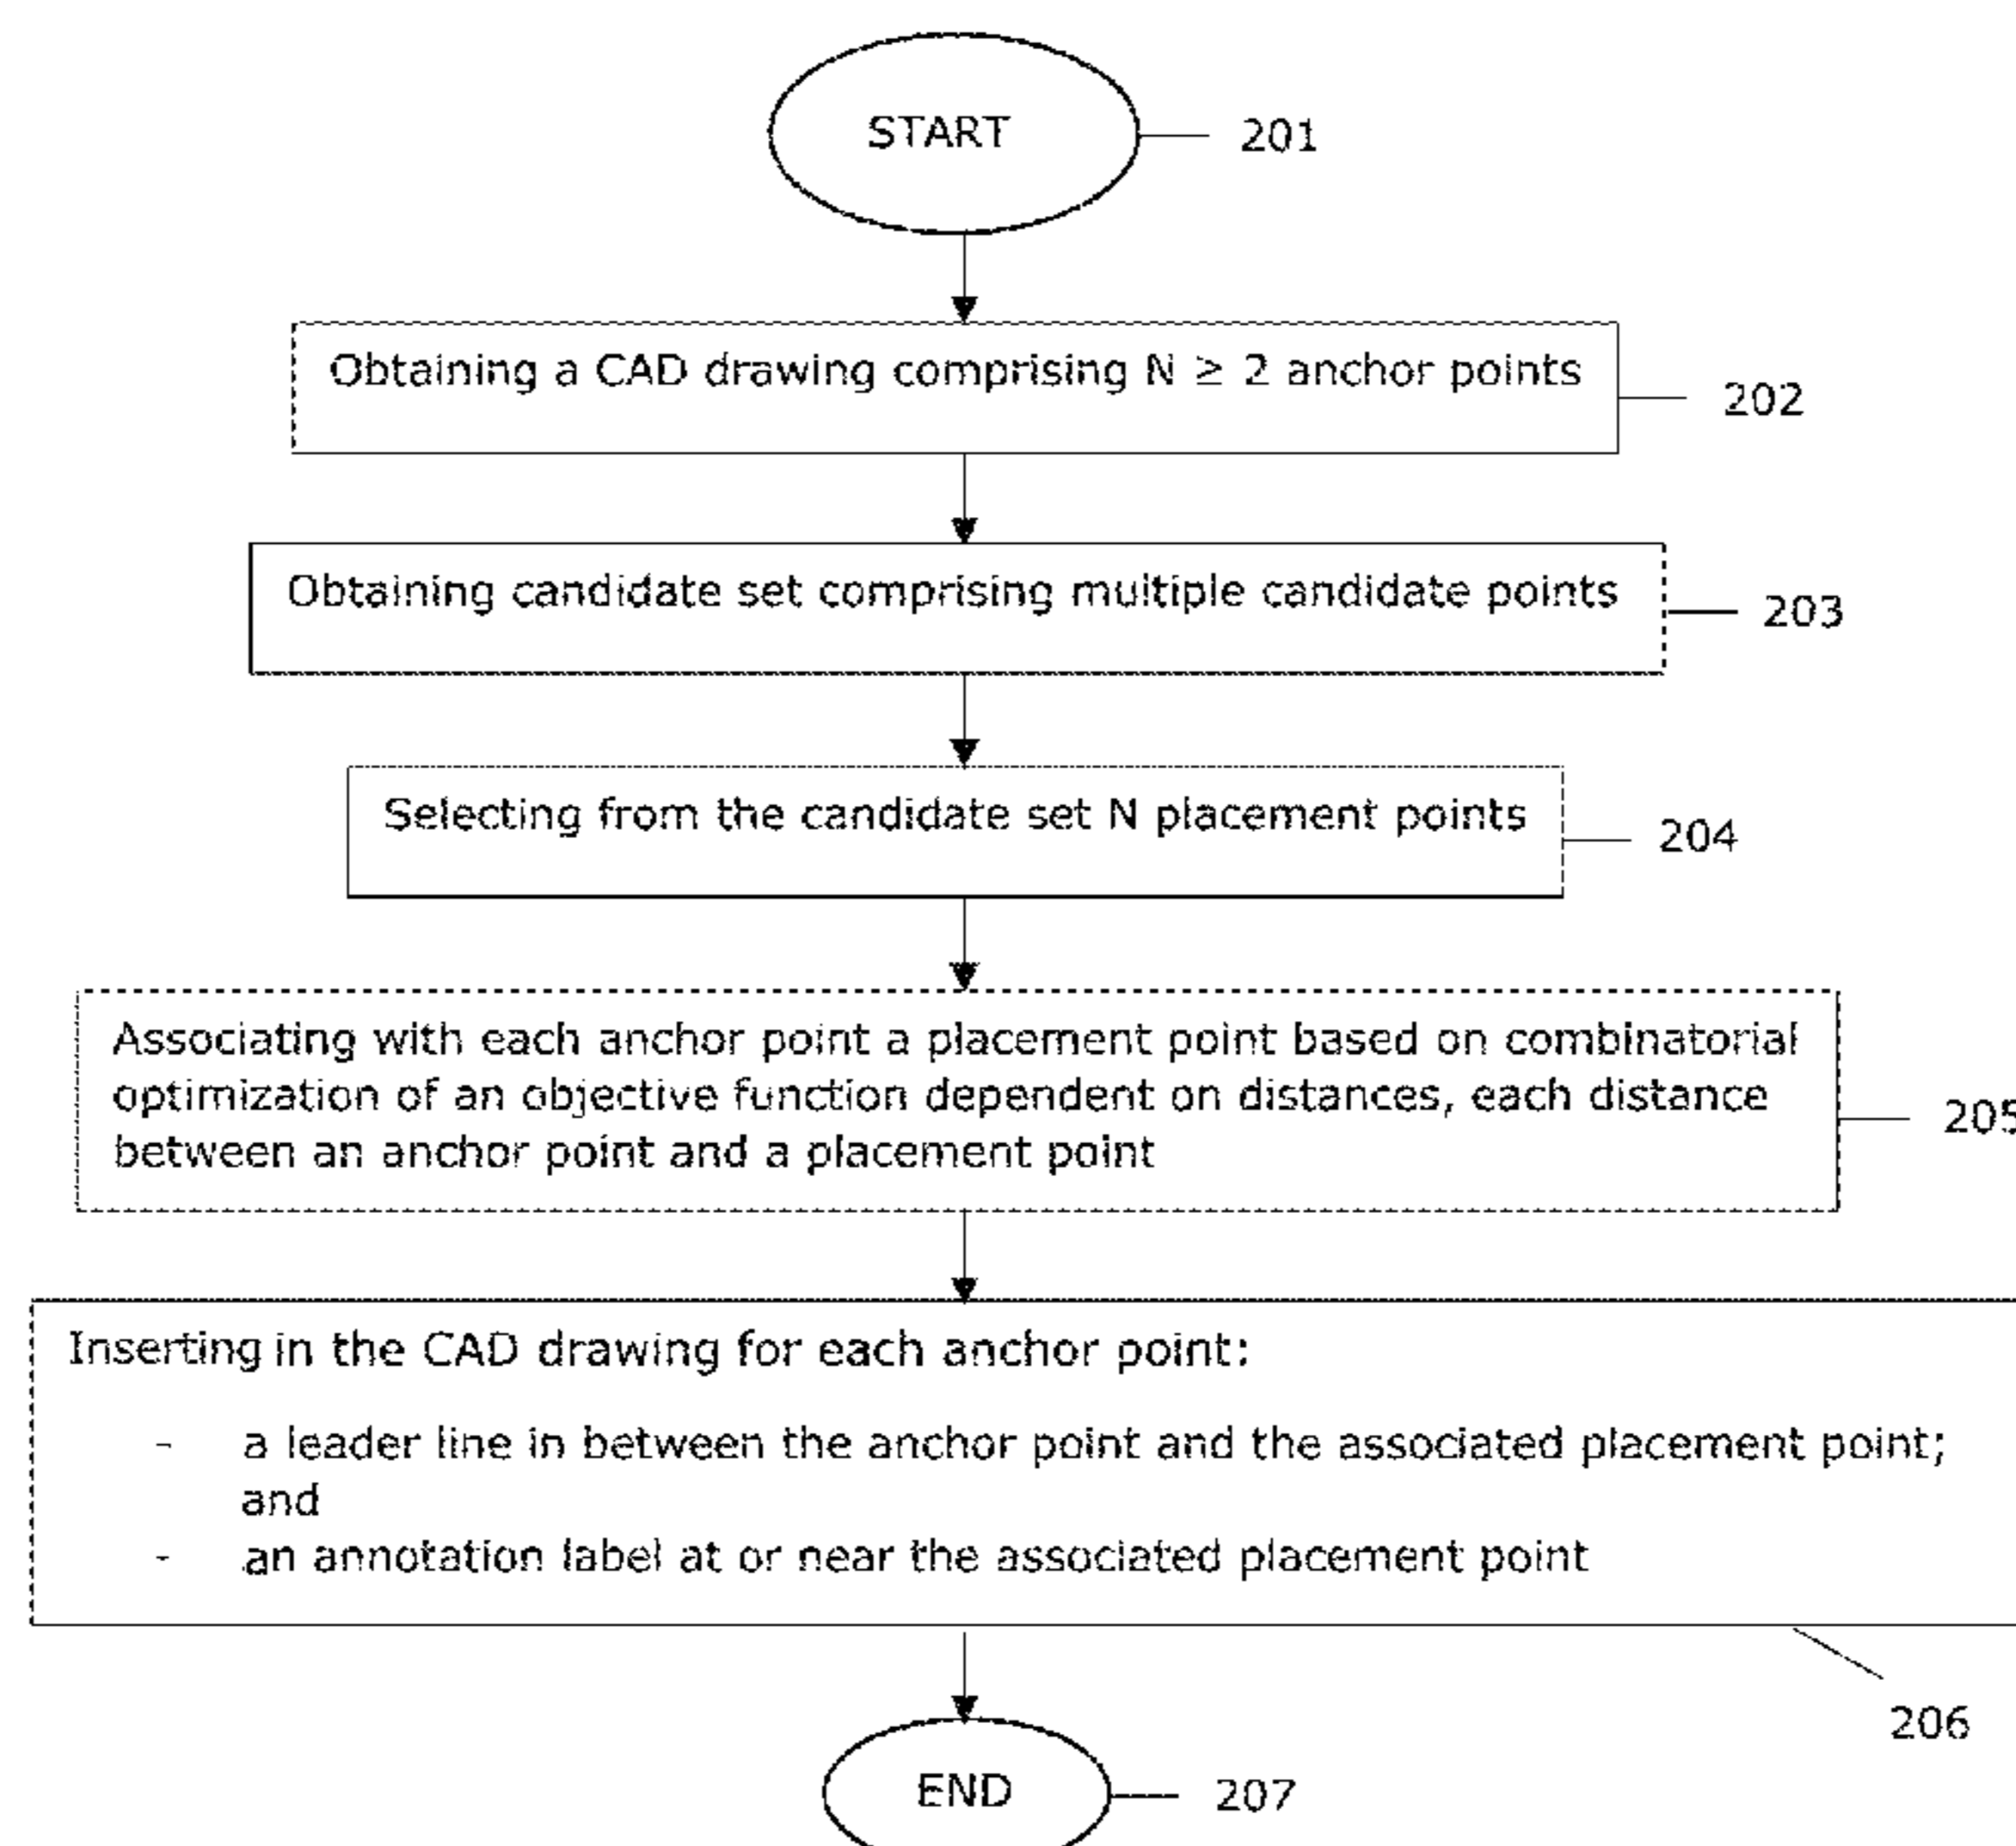 START
201
Obtaining a CAD drawing comprising N ≥ 2 anchor points
202
Obtaining candidate set comprising multiple candidate points
203
Selecting from the candidate set N placement points
204
Associating with each anchor point a placement point based on combinatorial
optimization of an objective function dependent on distances, each distance
between an anchor point and a placement point
205
Inserting in the CAD drawing for each anchor point:
- a leader line in between the anchor point and the associated placement point;
and
- an annotation label at or near the associated placement point
206
END
207